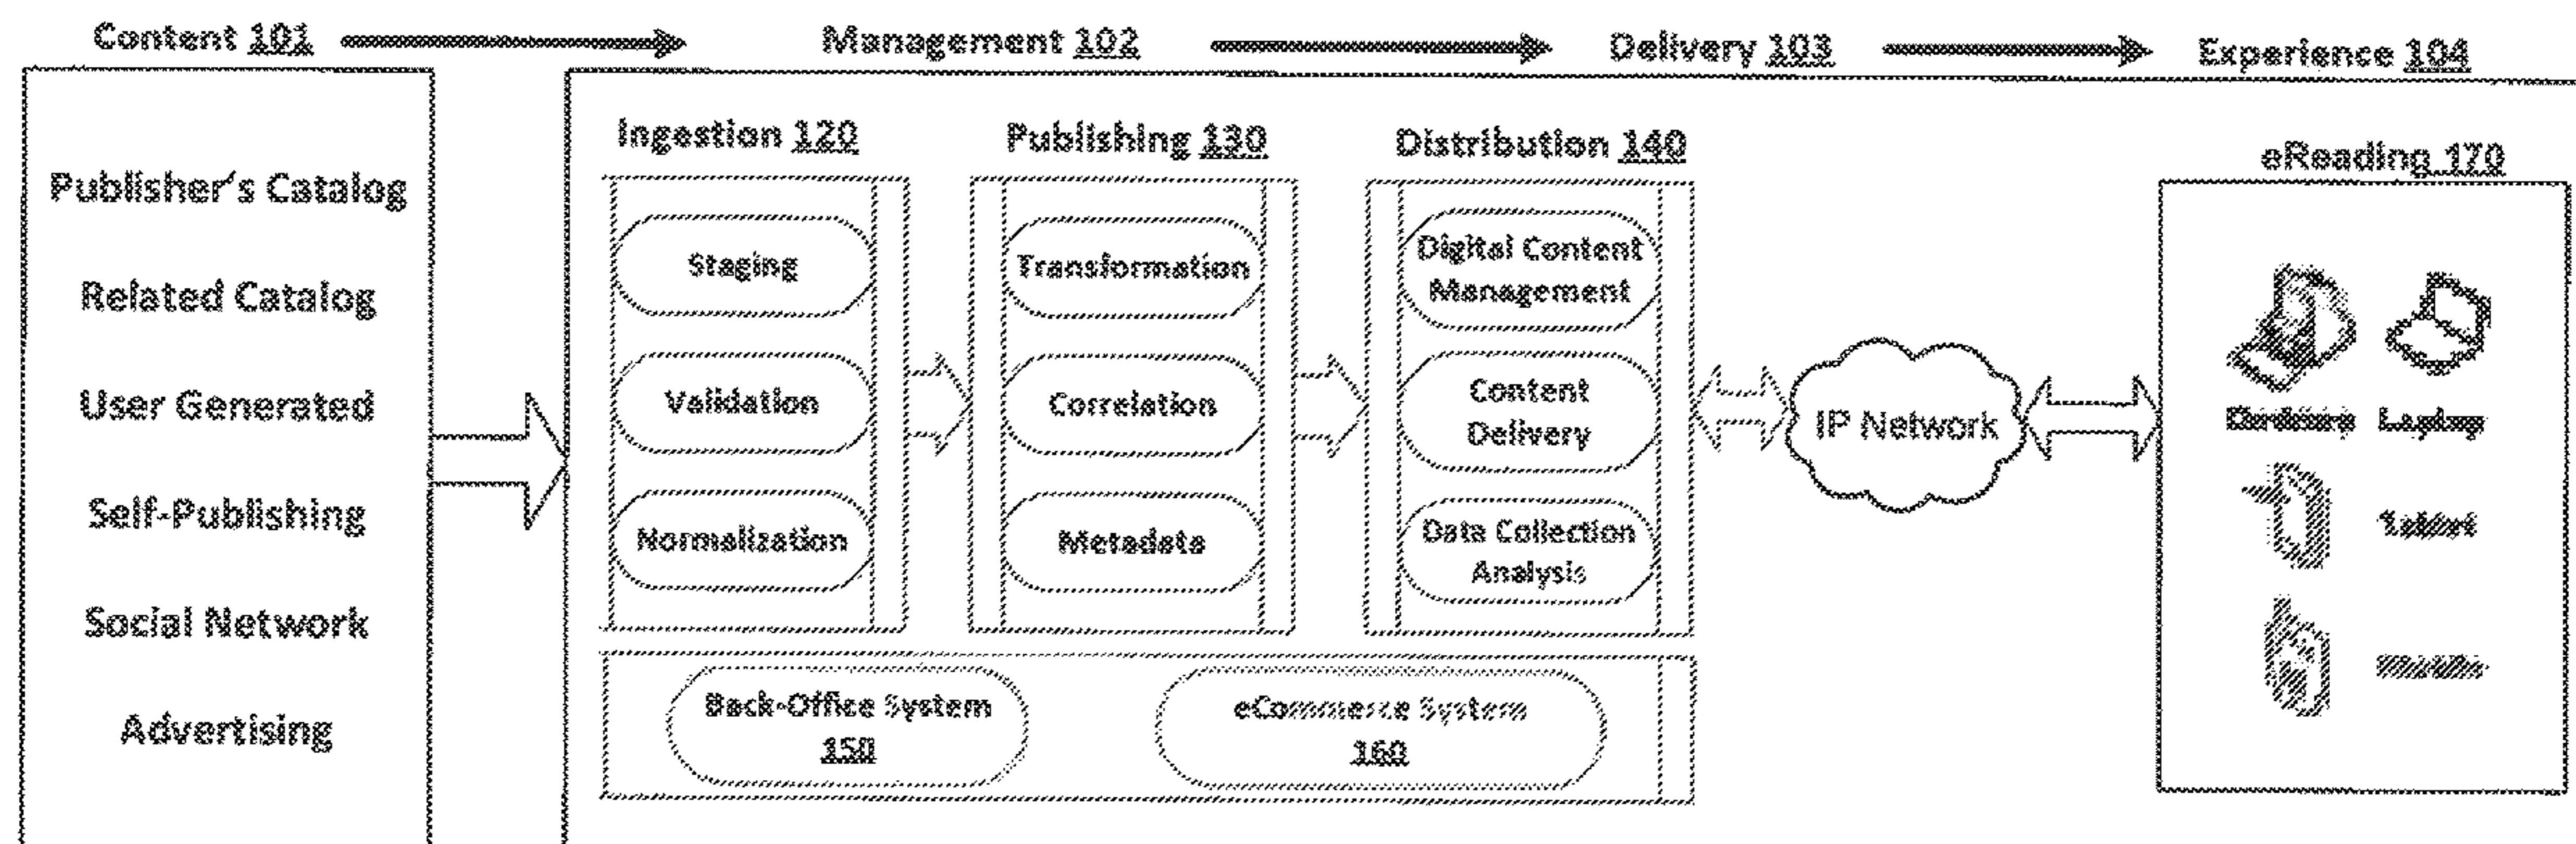 Content 101
Management 102
Delivery 103
Experience 104
Publisher's Catalog
Related Catalog
User Generated
Self-Publishing
Social Network
Advertising
Ingestion 120
Staging
Validation
Normalization
Publishing 130
Transformation
Correlation
Metadata
Distribution 140
Digital Content
Management
Content
Delivery
Data Collection
Analysis
Back-Office System
150
eCommerce System
160
IP Network
eReading 170
Desktop
Laptop
Tablet